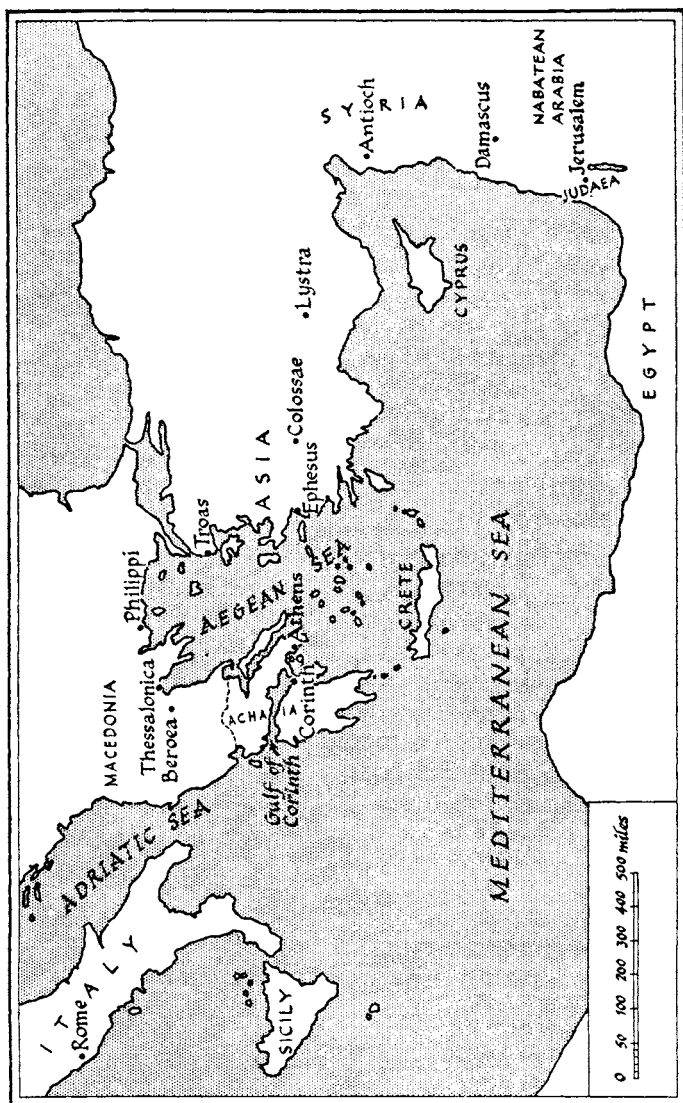 ITALY
Rome
ADRIATIC SEA
MACEDONIA
Thessalonica
Beroea
Philippi
Troas
AEGEAN SEA
ASIA
Ephesus
Colossae
Lystra
SYRIA
Antioch
Damascus
NABATEAN
ARABIA
Jerusalem
JUDAEA
CYPRUS
EGYPT
ACHAIA
Athens
Corinth
Gulf of
Corinth
CRETE
SICILY
MEDITERRANEAN SEA
0 50 100 200 300 400 500 miles